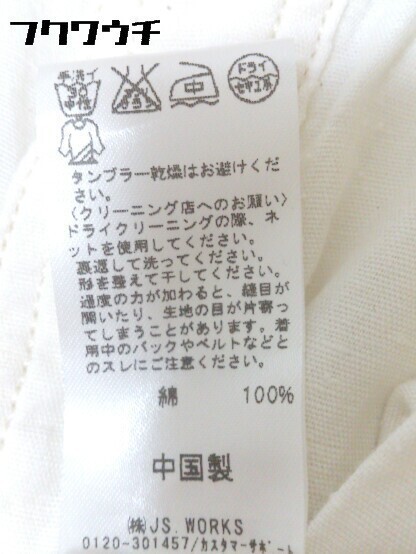 フクウチ
手洗イ
30
中性
エンソサラシ
中
ドライ
セキユ系
タンブラー乾燥はお避けくだ
さい。
〈クリーニング店へのお願い〉
ドライクリーニングの際、ネ
ットを使用してください。
裏返して洗ってください。
形を整えて干してください。
過度の力が加わると、縫目が
開いたり、生地の目が片寄っ
てしまうことがあります。着
用中のバックやベルトなどと
のスレにご注意ください。
綿 100%
中国製
㈱JS.WORKS
0120-301457/カスタマーサポート